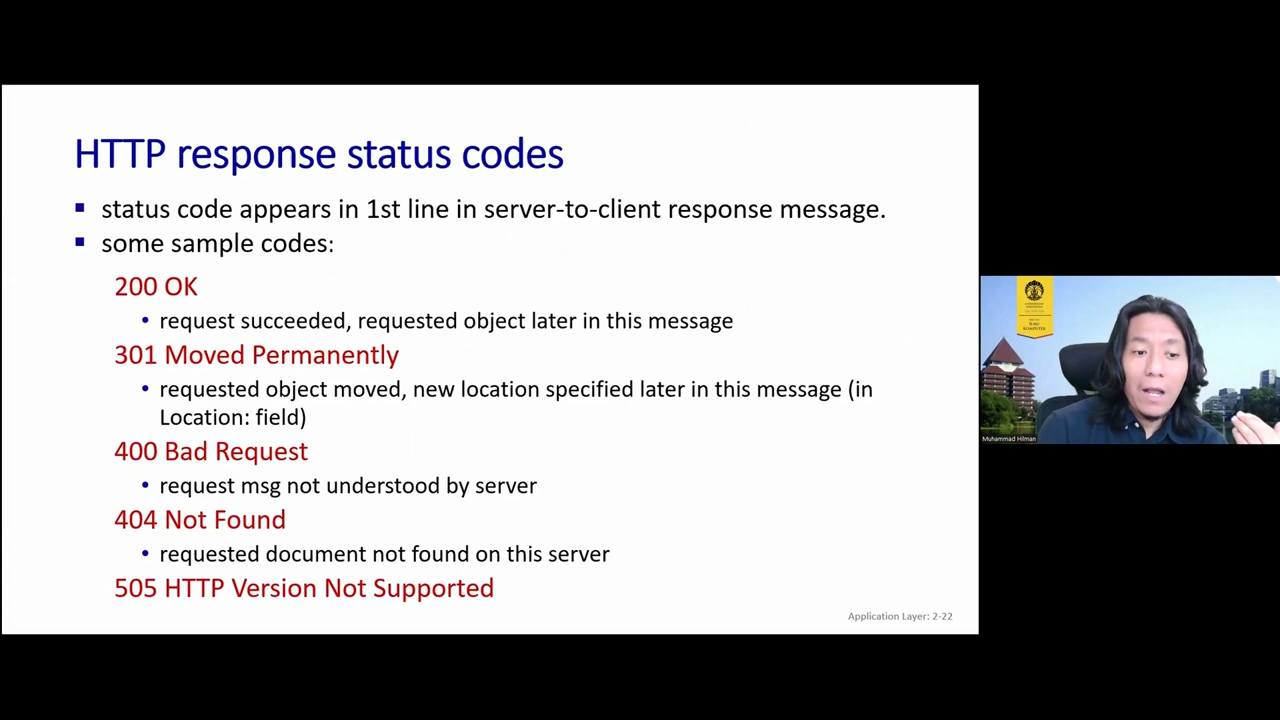 HTTP response status codes
status code appears in 1st line in server-to-client response message.
some sample codes:
200 OK
request succeeded, requested object later in this message
301 Moved Permanently
requested object moved, new location specified later in this message (in
Location: field)
400 Bad Request
request msg not understood by server
404 Not Found
requested document not found on this server
505 HTTP Version Not Supported
Application Layer: 2-22
ILMU
KOMPUTER
Muhammad Hilman